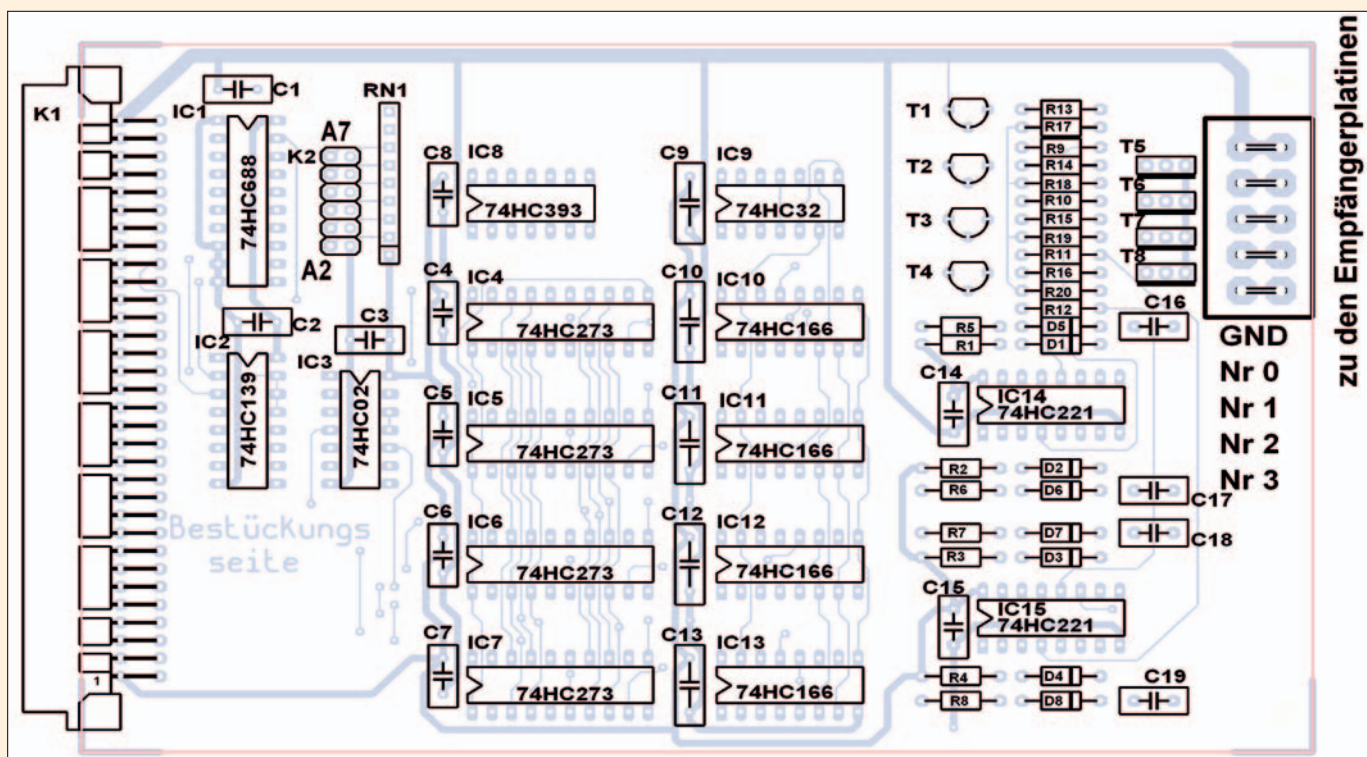 zu den Empfängerplatinen
K1
1
C1
IC1
74HC688
RN1
A7
K2
A2
C2
IC2
74HC139
C3
IC3
74HC02
Bestückungs
seite
C8
IC8
74HC393
C4
IC4
74HC273
C5
IC5
74HC273
C6
IC6
74HC273
C7
IC7
74HC273
C9
IC9
74HC32
C10
IC10
74HC166
C11
IC11
74HC166
C12
IC12
74HC166
C13
IC13
74HC166
T1
T2
T3
T4
R13
R17
R9
R14
R18
R10
R15
R19
R11
R16
R20
R12
D5
D1
R5
R1
T5
T6
T7
T8
C16
C14
IC14
74HC221
R2
D2
R6
D6
C17
R7
D7
C18
R3
D3
C15
IC15
74HC221
R4
D4
R8
D8
C19
GND
Nr 0
Nr 1
Nr 2
Nr 3